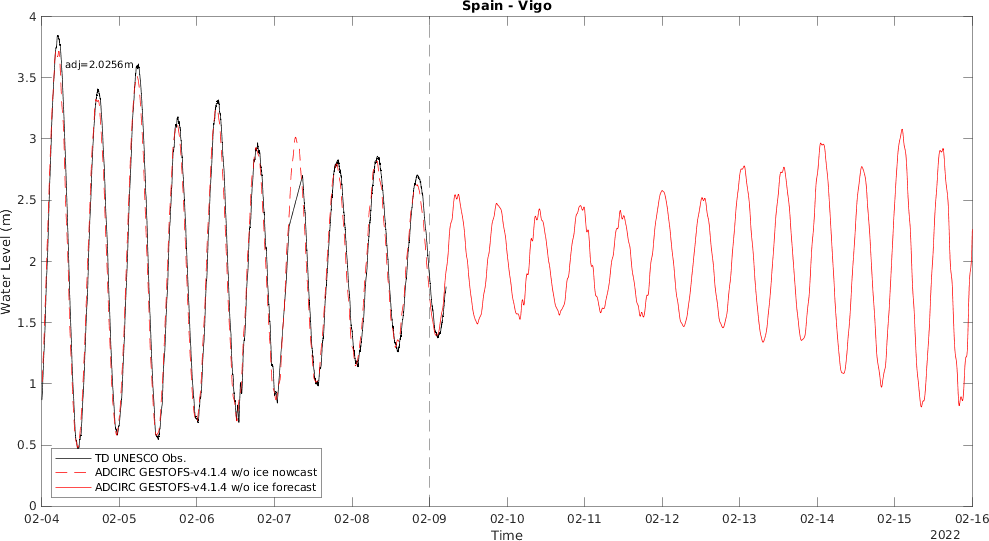 Spain - Vigo
4
3.5
3
2.5
2
1.5
1
0.5
0
Water Level (m)
adj=2.0256m
TD UNESCO Obs.
ADCIRC GESTOFS-v4.1.4 w/o ice nowcast
ADCIRC GESTOFS-v4.1.4 w/o ice forecast
02-04 02-05 02-06 02-07 02-08 02-09 02-10 02-11 02-12 02-13 02-14 02-15 02-16
Time
2022